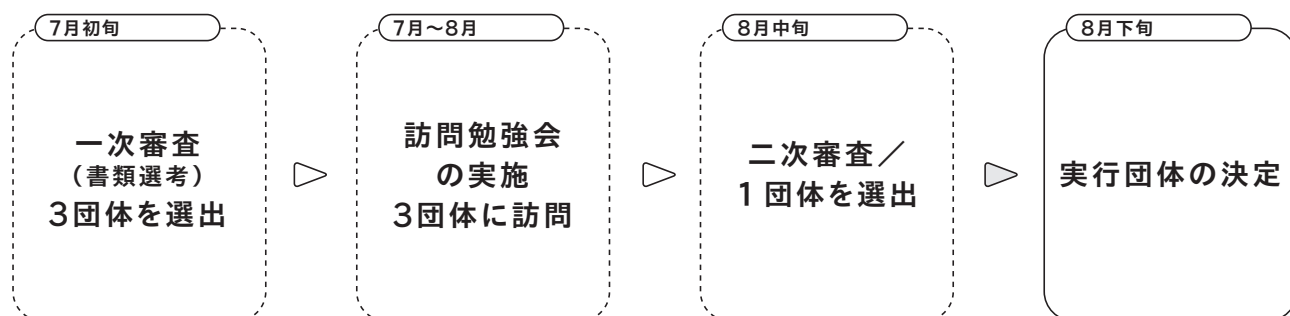 7月初旬
一次審査
（書類選考）
3団体を選出
7月〜8月
訪問勉強会
の実施
3団体に訪問
8月中旬
二次審査／
1団体を選出
8月下旬
実行団体の決定